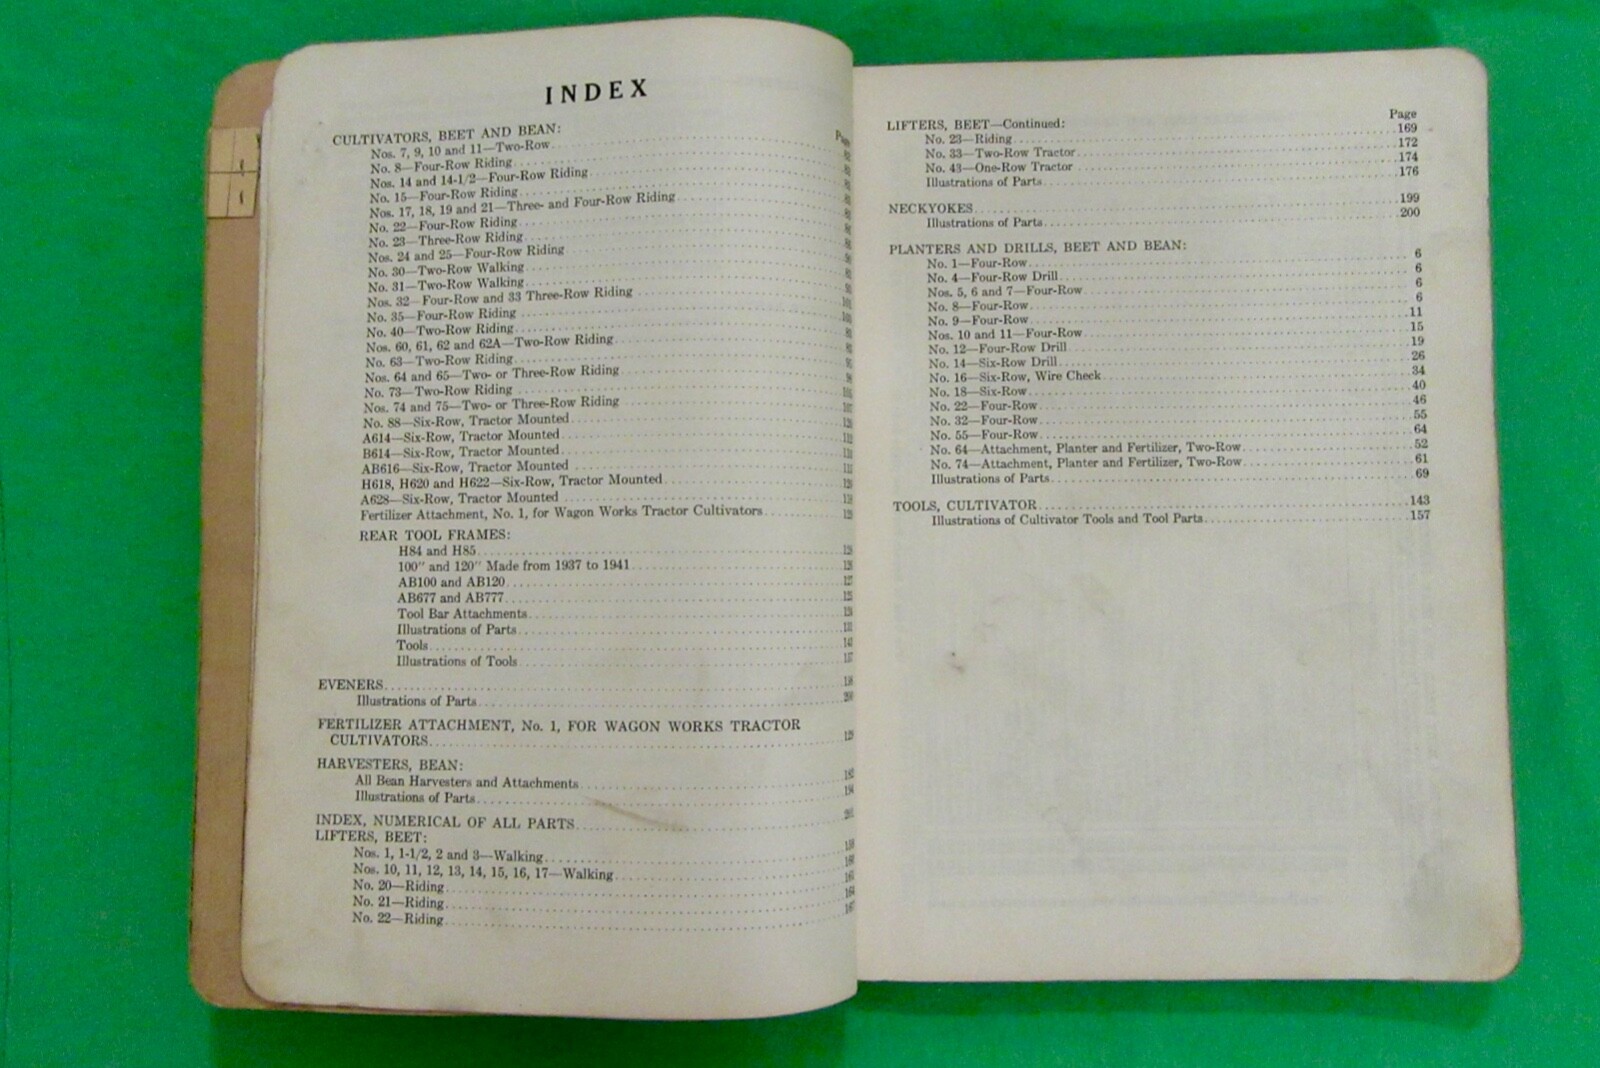 INDEX
CULTIVATORS, BEET AND BEAN:
Nos. 7, 9, 10 and 11—Two-Row
No. 8—Four-Row Riding
Nos. 14 and 14-1/2—Four-Row Riding
No. 15—Four-Row Riding
Nos. 17, 18, 19 and 21—Three- and Four-Row Riding
No. 22—Four-Row Riding
No. 23—Three-Row Riding
Nos. 24 and 25—Four-Row Riding
No. 30—Two-Row Walking
No. 31—Two-Row Walking
Nos. 32—Four-Row and 33 Three-Row Riding
No. 35—Four-Row Riding
No. 40—Two-Row Riding
Nos. 60, 61, 62 and 62A—Two-Row Riding
No. 63—Two-Row Riding
Nos. 64 and 65—Two- or Three-Row Riding
No. 73—Two-Row Riding
Nos. 74 and 75—Two- or Three-Row Riding
No. 88—Six-Row, Tractor Mounted
A614—Six-Row, Tractor Mounted
B614—Six-Row, Tractor Mounted
AB616—Six-Row, Tractor Mounted
H618, H620 and H622—Six-Row, Tractor Mounted
A628—Six-Row, Tractor Mounted
Fertilizer Attachment, No. 1, for Wagon Works Tractor Cultivators
REAR TOOL FRAMES:
H84 and H85
100″ and 120″ Made from 1937 to 1941
AB100 and AB120
AB677 and AB777
Tool Bar Attachments
Illustrations of Parts
Tools
Illustrations of Tools
EVENERS
Illustrations of Parts
FERTILIZER ATTACHMENT, No. 1, FOR WAGON WORKS TRACTOR
CULTIVATORS
HARVESTERS, BEAN:
All Bean Harvesters and Attachments
Illustrations of Parts
INDEX, NUMERICAL OF ALL PARTS
LIFTERS, BEET:
Nos. 1, 1-1/2, 2 and 3—Walking
Nos. 10, 11, 12, 13, 14, 15, 16, 17—Walking
No. 20—Riding
No. 21—Riding
No. 22—Riding
Page
LIFTERS, BEET—Continued:
No. 23—Riding 169
No. 33—Two-Row Tractor 172
No. 43—One-Row Tractor 174
Illustrations of Parts 176
NECKYOKES 199
Illustrations of Parts 200
PLANTERS AND DRILLS, BEET AND BEAN:
No. 1—Four-Row 6
No. 4—Four-Row Drill 6
Nos. 5, 6 and 7—Four-Row 6
No. 8—Four-Row 6
No. 9—Four-Row 11
Nos. 10 and 11—Four-Row 15
No. 12—Four-Row Drill 19
No. 14—Six-Row Drill 26
No. 16—Six-Row, Wire Check 34
No. 18—Six-Row 40
No. 22—Four-Row 46
No. 32—Four-Row 55
No. 55—Four-Row 64
No. 64—Attachment, Planter and Fertilizer, Two-Row 52
No. 74—Attachment, Planter and Fertilizer, Two-Row 61
Illustrations of Parts 69
TOOLS, CULTIVATOR 143
Illustrations of Cultivator Tools and Tool Parts 157